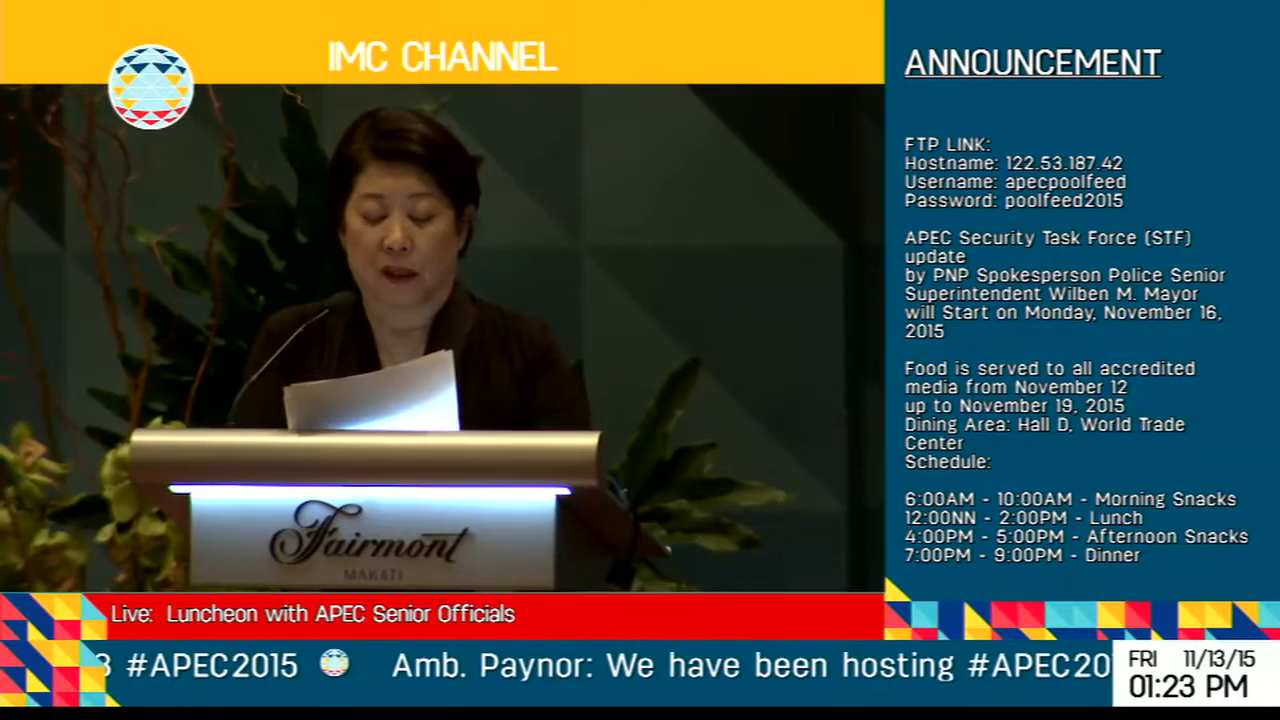 IMC CHANNEL
ANNOUNCEMENT
FTP LINK:
Hostname: 122.53.187.42
Username: apecpoolfeed
Password: poolfeed2015
APEC Security Task Force (STF)
update
by PNP Spokesperson Police Senior
Superintendent Wilben M. Mayor
will Start on Monday, November 16,
2015
Food is served to all accredited
media from November 12
up to November 19, 2015
Dining Area: Hall D, World Trade
Center
Schedule:
6:00AM - 10:00AM - Morning Snacks
12:00NN - 2:00PM - Lunch
4:00PM - 5:00PM - Afternoon Snacks
7:00PM - 9:00PM - Dinner
Fairmont
MAKATI
Live: Luncheon with APEC Senior Officials
3 #APEC2015 Amb. Paynor: We have been hosting #APEC20
FRI 11/13/15
01:23 PM